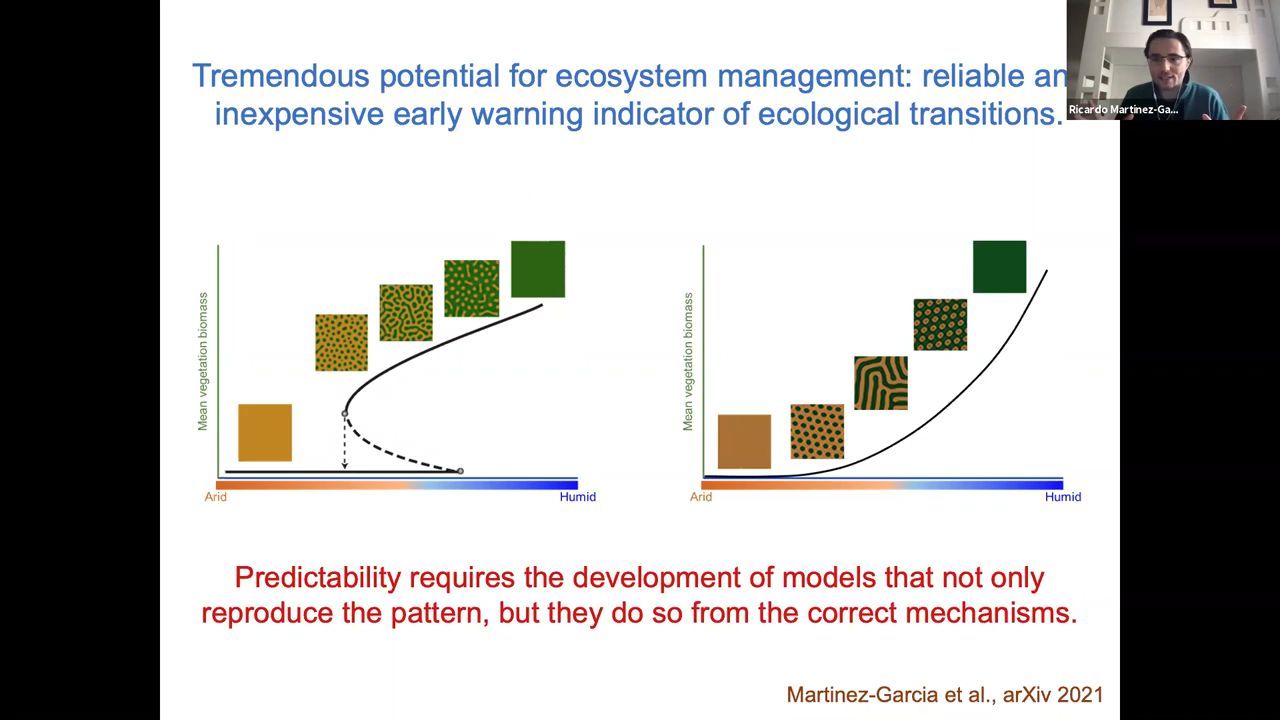 Tremendous potential for ecosystem management: reliable an
inexpensive early warning indicator of ecological transitions.
Ricardo Martinez-Ga...
Mean vegetation biomass
Arid
Humid
Mean vegetation biomass
Arid
Humid
Predictability requires the development of models that not only
reproduce the pattern, but they do so from the correct mechanisms.
Martinez-Garcia et al., arXiv 2021